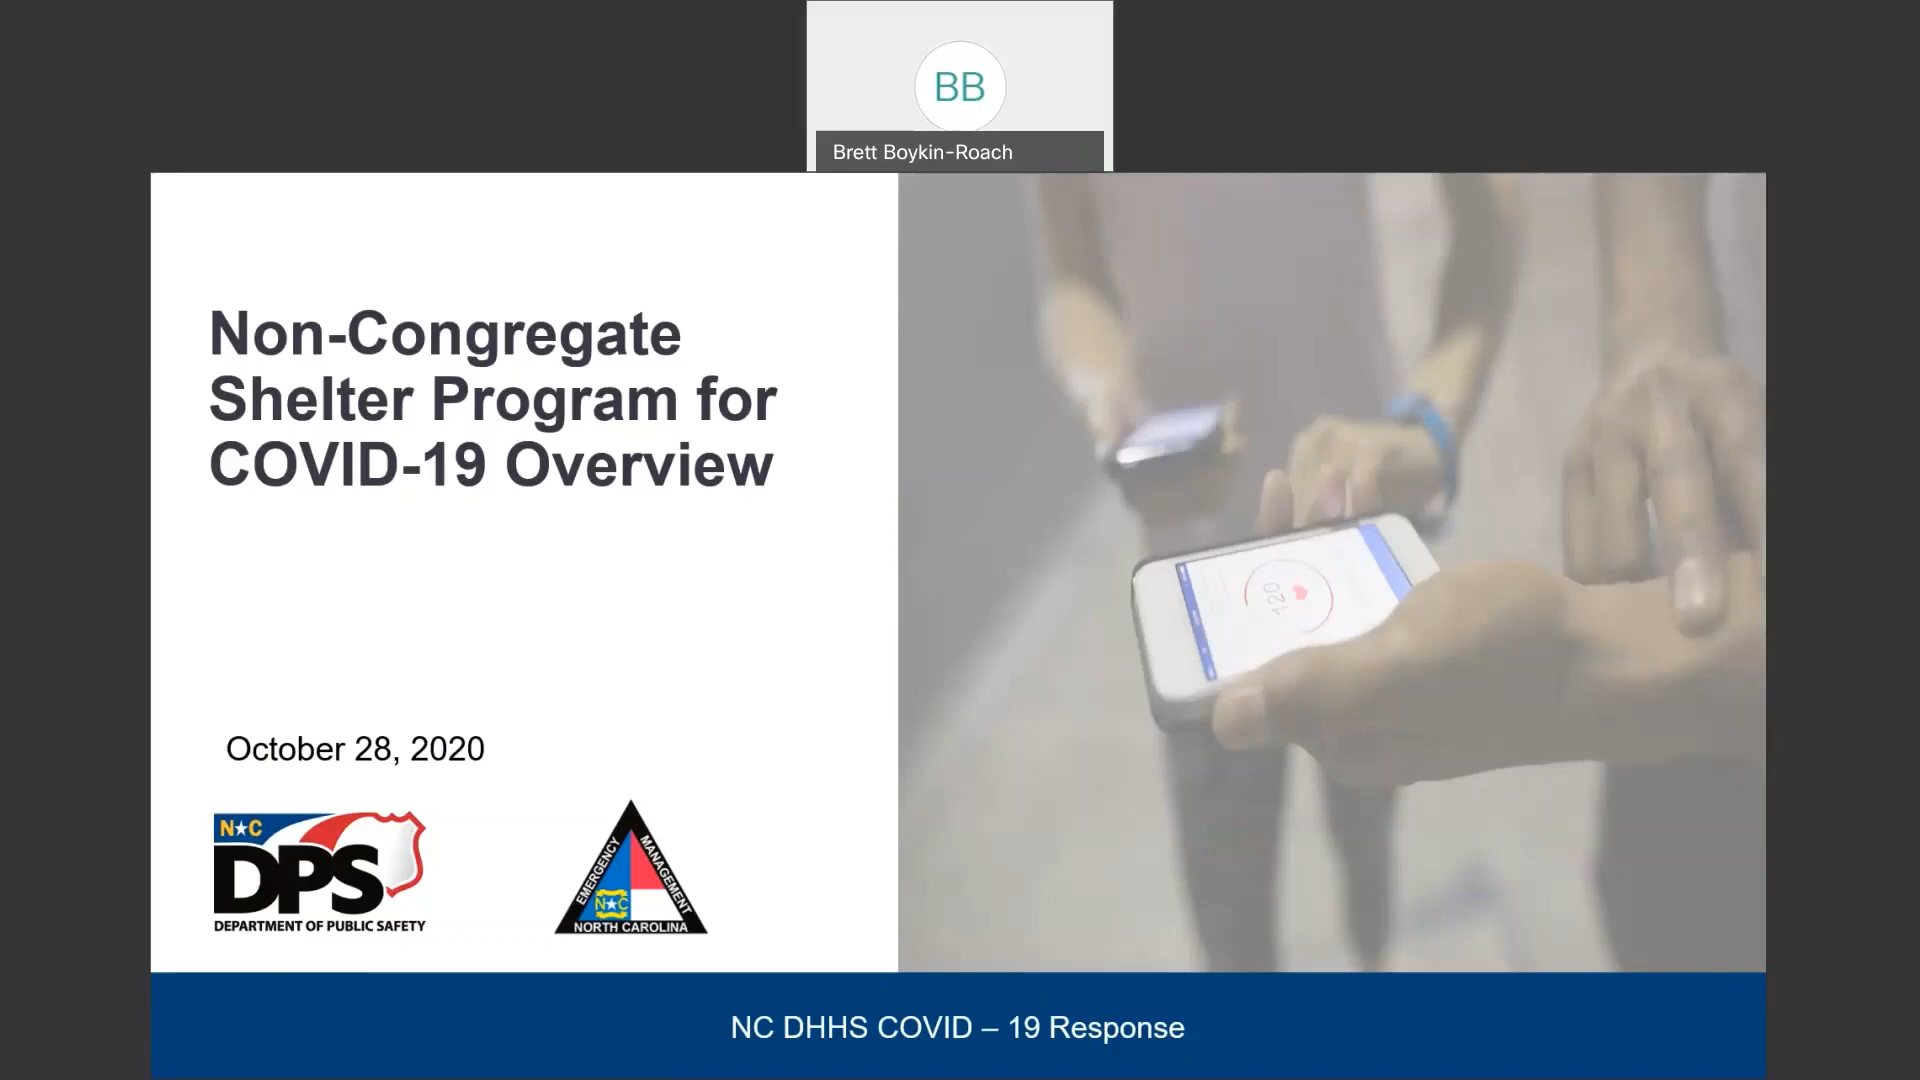 BB
Brett Boykin-Roach
Non-Congregate
Shelter Program for
COVID-19 Overview
October 28, 2020
N★C
DPS
DEPARTMENT OF PUBLIC SAFETY
EMERGENCY
MANAGEMENT
N★C
NORTH CAROLINA
120
NC DHHS COVID – 19 Response